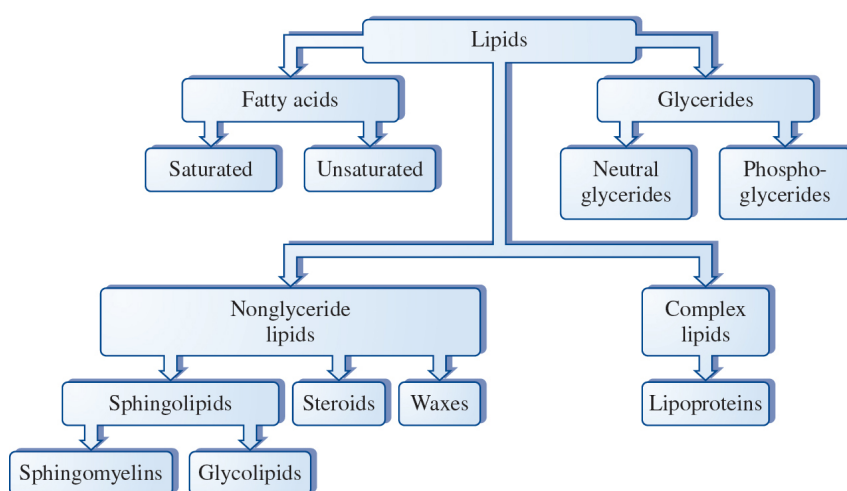 Lipids
Fatty acids
Glycerides
Saturated
Unsaturated
Neutral
glycerides
Phospho-
glycerides
Nonglyceride
lipids
Complex
lipids
Sphingolipids
Steroids
Waxes
Lipoproteins
Sphingomyelins
Glycolipids